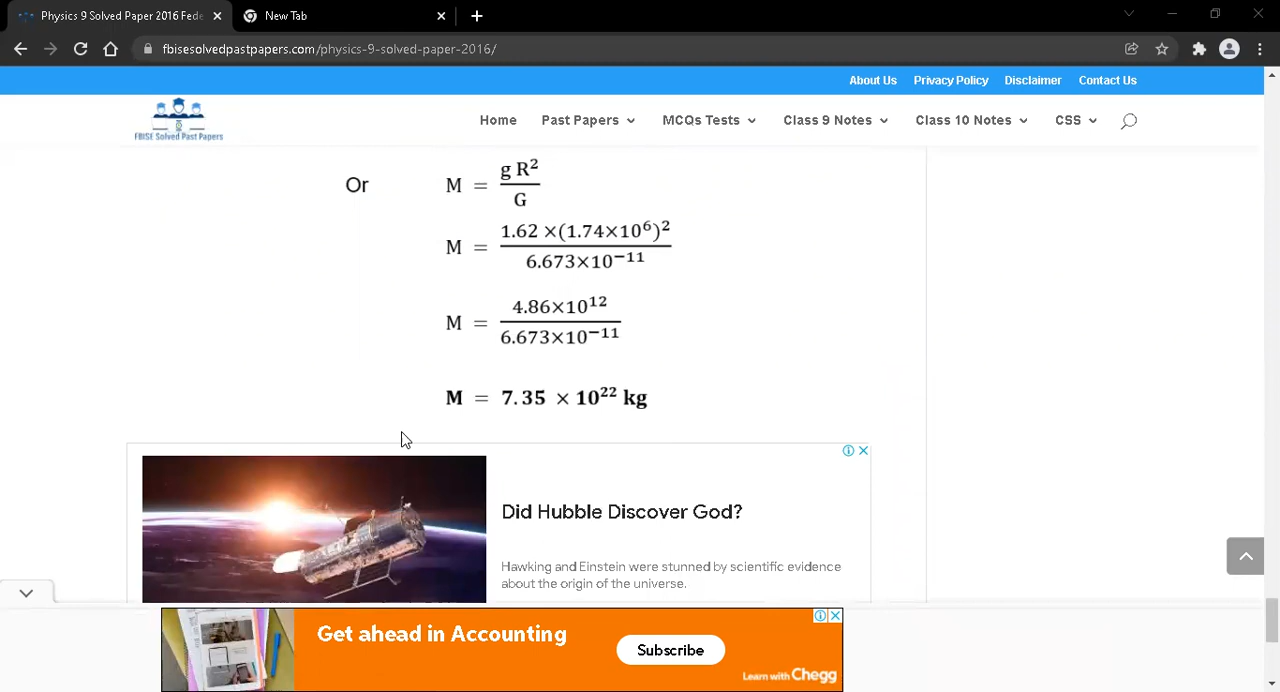 Physics 9 Solved Paper 2016 Fede
New Tab
fbisesolvedpastpapers.com/physics-9-solved-paper-2016/
About Us Privacy Policy Disclaimer Contact Us
FBISE Solved Past Papers
Home Past Papers MCQs Tests Class 9 Notes Class 10 Notes CSS
Or M = g R² / G
M = 1.62 ×(1.74×10⁶)² / 6.673×10⁻¹¹
M = 4.86×10¹² / 6.673×10⁻¹¹
M = 7.35 × 10²² kg
Did Hubble Discover God?
Hawking and Einstein were stunned by scientific evidence
about the origin of the universe.
Get ahead in Accounting
Subscribe
Learn with Chegg